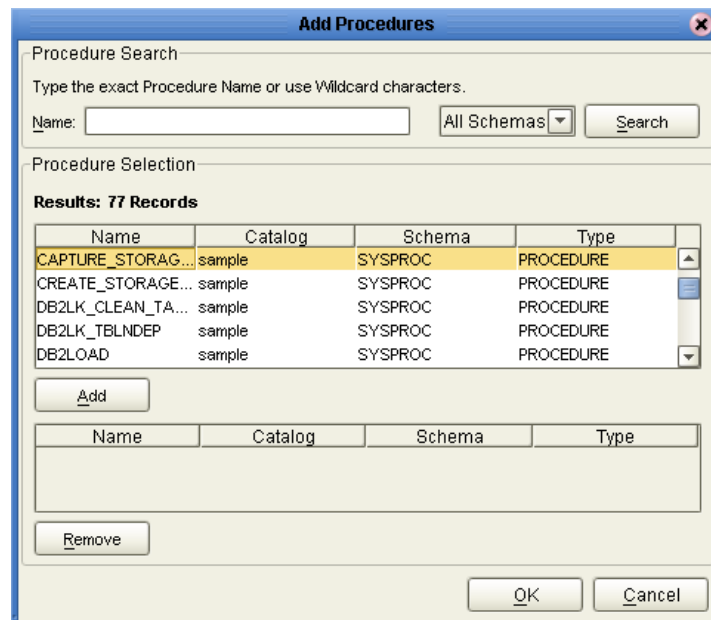 Add Procedures
Procedure Search
Type the exact Procedure Name or use Wildcard characters.
Name: All Schemas Search
Procedure Selection
Results: 77 Records
Name Catalog Schema Type
CAPTURE_STORAG... sample SYSPROC PROCEDURE
CREATE_STORAGE... sample SYSPROC PROCEDURE
DB2LK_CLEAN_TA... sample SYSPROC PROCEDURE
DB2LK_TBLNDEP sample SYSPROC PROCEDURE
DB2LOAD sample SYSPROC PROCEDURE
Add
Name Catalog Schema Type
Remove
OK Cancel